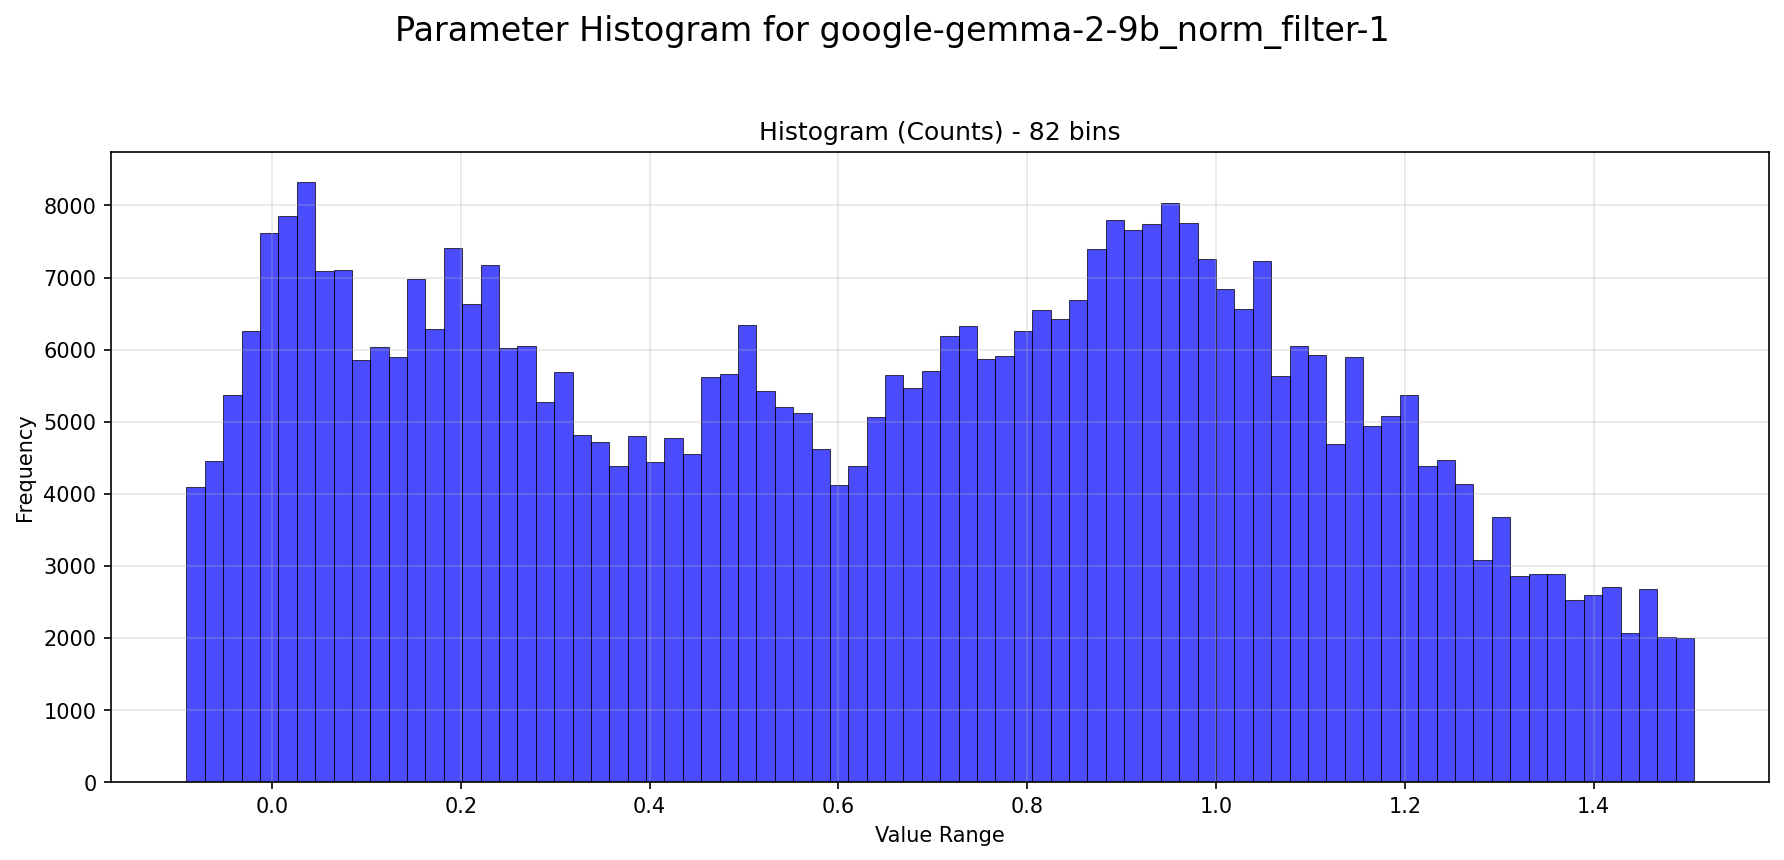 Parameter Histogram for google-gemma-2-9b_norm_filter-1
Histogram (Counts) - 82 bins
Frequency
8000
7000
6000
5000
4000
3000
2000
1000
0
0.0 0.2 0.4 0.6 0.8 1.0 1.2 1.4
Value Range